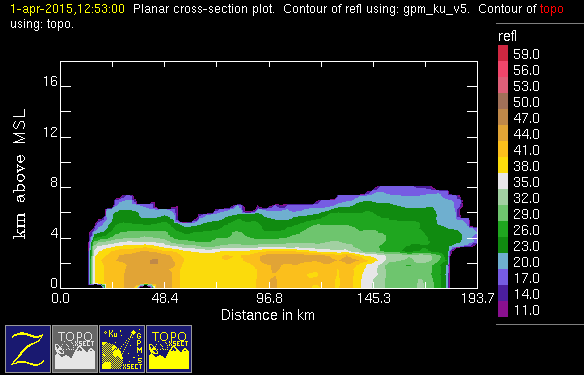 1-apr-2015,12:53:00 Planar cross-section plot. Contour of refl using: gpm_ku_v5. Contour of topo
using: topo.
refl
59.0
56.0
53.0
50.0
47.0
44.0
41.0
38.0
35.0
32.0
29.0
26.0
23.0
20.0
17.0
14.0
11.0
km above MSL
16
12
8
4
0
0.0 48.4 96.8 145.3 193.7
Distance in km
Z
TOPO
XSECT
"Ku"
GPM
XSECT
TOPO
XSECT